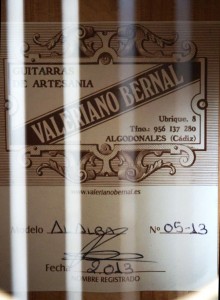 GUITARRAS
DE ARTESANIA
VALERIANO BERNAL
Ubrique, 8
Tfno.: 956 137 280
ALGODONALES (Cádiz)
www.valerianobernal.es
Modelo ALALBA Nº 05-13
Fecha: 2013
NOMBRE REGISTRADO